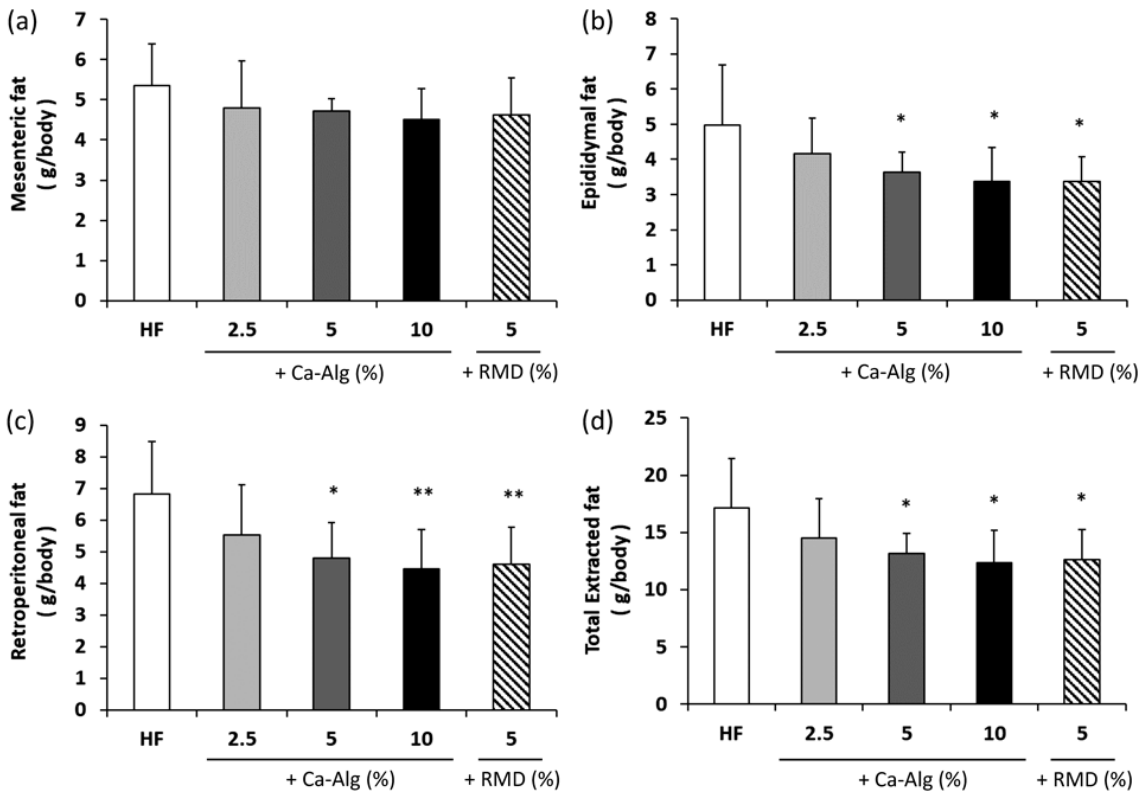 (a)
Mesenteric fat
( g/body )
7
6
5
4
3
2
1
0
HF 2.5 5 10 5
+ Ca-Alg (%) + RMD (%)
(b)
Epididymal fat
( g/body )
8
7
6
5
4
3
2
1
0
* * *
HF 2.5 5 10 5
+ Ca-Alg (%) + RMD (%)
(c)
Retroperitoneal fat
( g/body )
9
8
7
6
5
4
3
2
1
0
* ** **
HF 2.5 5 10 5
+ Ca-Alg (%) + RMD (%)
(d)
Total Extracted fat
( g/body )
25
20
15
10
5
0
* * *
HF 2.5 5 10 5
+ Ca-Alg (%) + RMD (%)